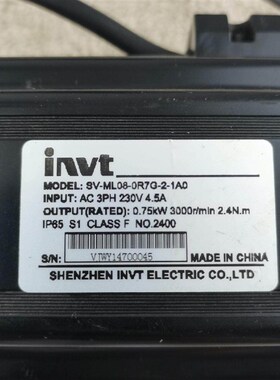 invt
MODEL: SV-ML08-0R7G-2-1A0
INPUT: AC 3PH 230V 4.5A
OUTPUT(RATED): 0.75kW 3000r/min 2.4N.m
IP65 S1 CLASS F NO.2400
S/N: VTWY14700045
MADE IN CHINA
SHENZHEN INVT ELECTRIC CO.,LTD